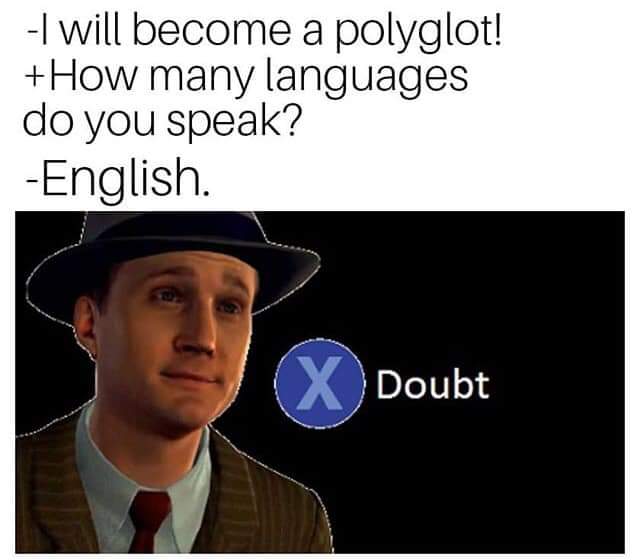 -I will become a polyglot!
+How many languages
do you speak?
-English.
X Doubt